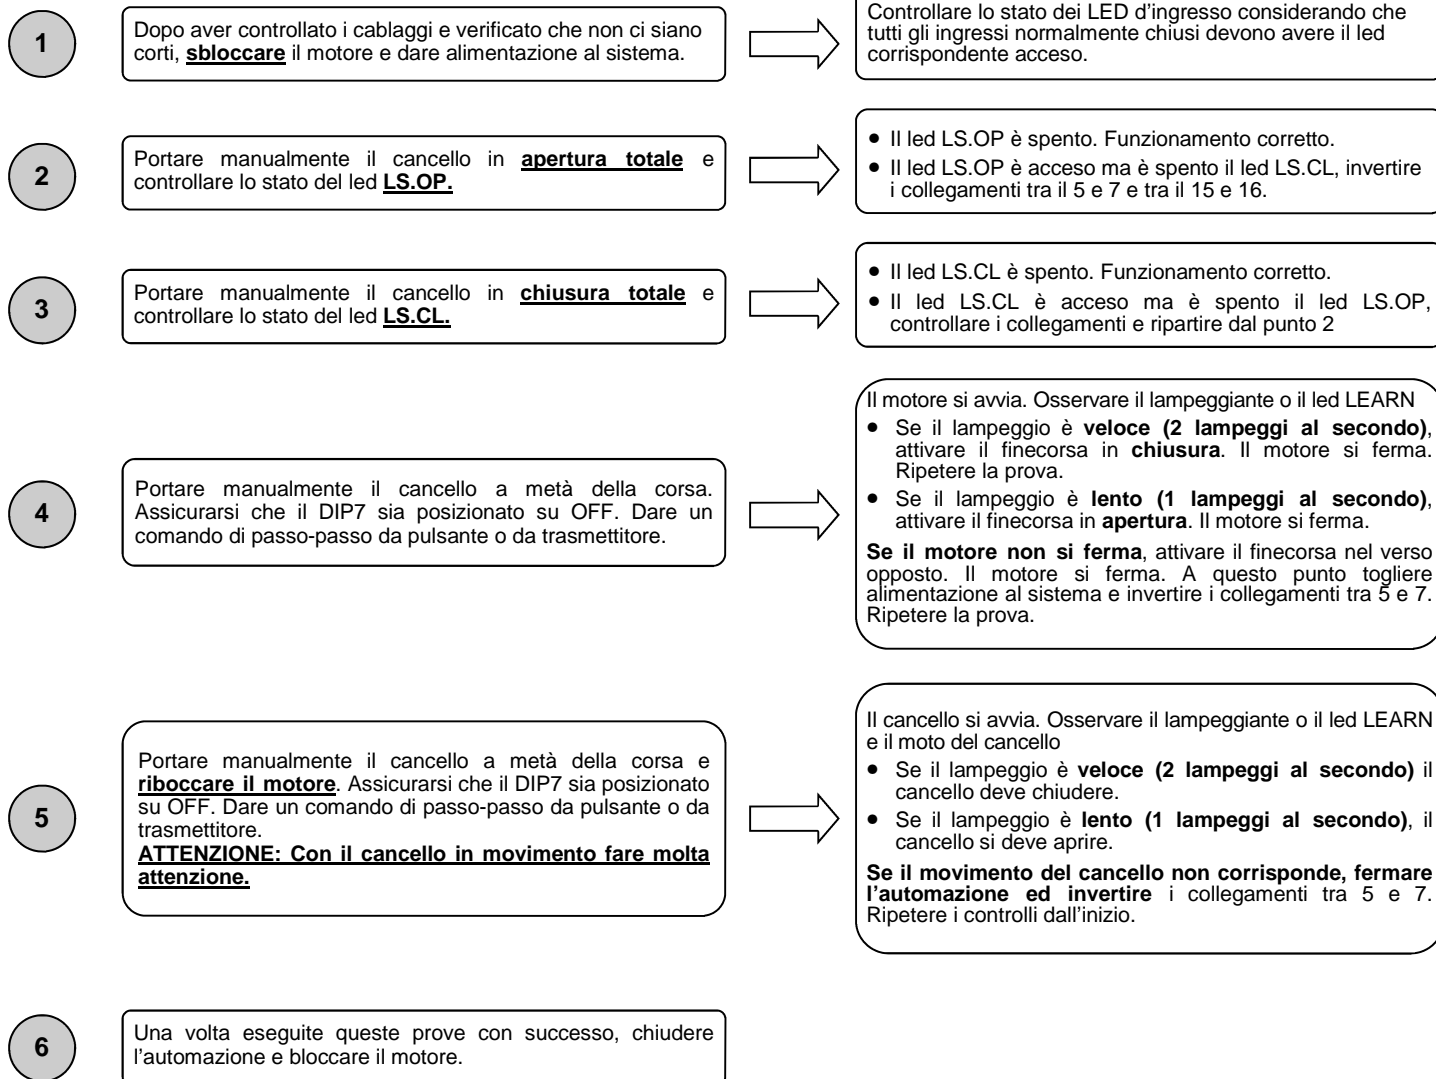 1
Dopo aver controllato i cablaggi e verificato che non ci siano
corti, sbloccare il motore e dare alimentazione al sistema.
Controllare lo stato dei LED d’ingresso considerando che
tutti gli ingressi normalmente chiusi devono avere il led
corrispondente acceso.
2
Portare manualmente il cancello in apertura totale e
controllare lo stato del led LS.OP.
• Il led LS.OP è spento. Funzionamento corretto.
• Il led LS.OP è acceso ma è spento il led LS.CL, invertire
i collegamenti tra il 5 e 7 e tra il 15 e 16.
3
Portare manualmente il cancello in chiusura totale e
controllare lo stato del led LS.CL.
• Il led LS.CL è spento. Funzionamento corretto.
• Il led LS.CL è acceso ma è spento il led LS.OP,
controllare i collegamenti e ripartire dal punto 2
4
Portare manualmente il cancello a metà della corsa.
Assicurarsi che il DIP7 sia posizionato su OFF. Dare un
comando di passo-passo da pulsante o da trasmettitore.
Il motore si avvia. Osservare il lampeggiante o il led LEARN
• Se il lampeggio è veloce (2 lampeggi al secondo),
attivare il finecorsa in chiusura. Il motore si ferma.
Ripetere la prova.
• Se il lampeggio è lento (1 lampeggi al secondo),
attivare il finecorsa in apertura. Il motore si ferma.
Se il motore non si ferma, attivare il finecorsa nel verso
opposto. Il motore si ferma. A questo punto togliere
alimentazione al sistema e invertire i collegamenti tra 5 e 7.
Ripetere la prova.
5
Portare manualmente il cancello a metà della corsa e
riboccare il motore. Assicurarsi che il DIP7 sia posizionato
su OFF. Dare un comando di passo-passo da pulsante o da
trasmettitore.
ATTENZIONE: Con il cancello in movimento fare molta
attenzione.
Il cancello si avvia. Osservare il lampeggiante o il led LEARN
e il moto del cancello
• Se il lampeggio è veloce (2 lampeggi al secondo) il
cancello deve chiudere.
• Se il lampeggio è lento (1 lampeggi al secondo), il
cancello si deve aprire.
Se il movimento del cancello non corrisponde, fermare
l’automazione ed invertire i collegamenti tra 5 e 7.
Ripetere i controlli dall’inizio.
6
Una volta eseguite queste prove con successo, chiudere
l’automazione e bloccare il motore.